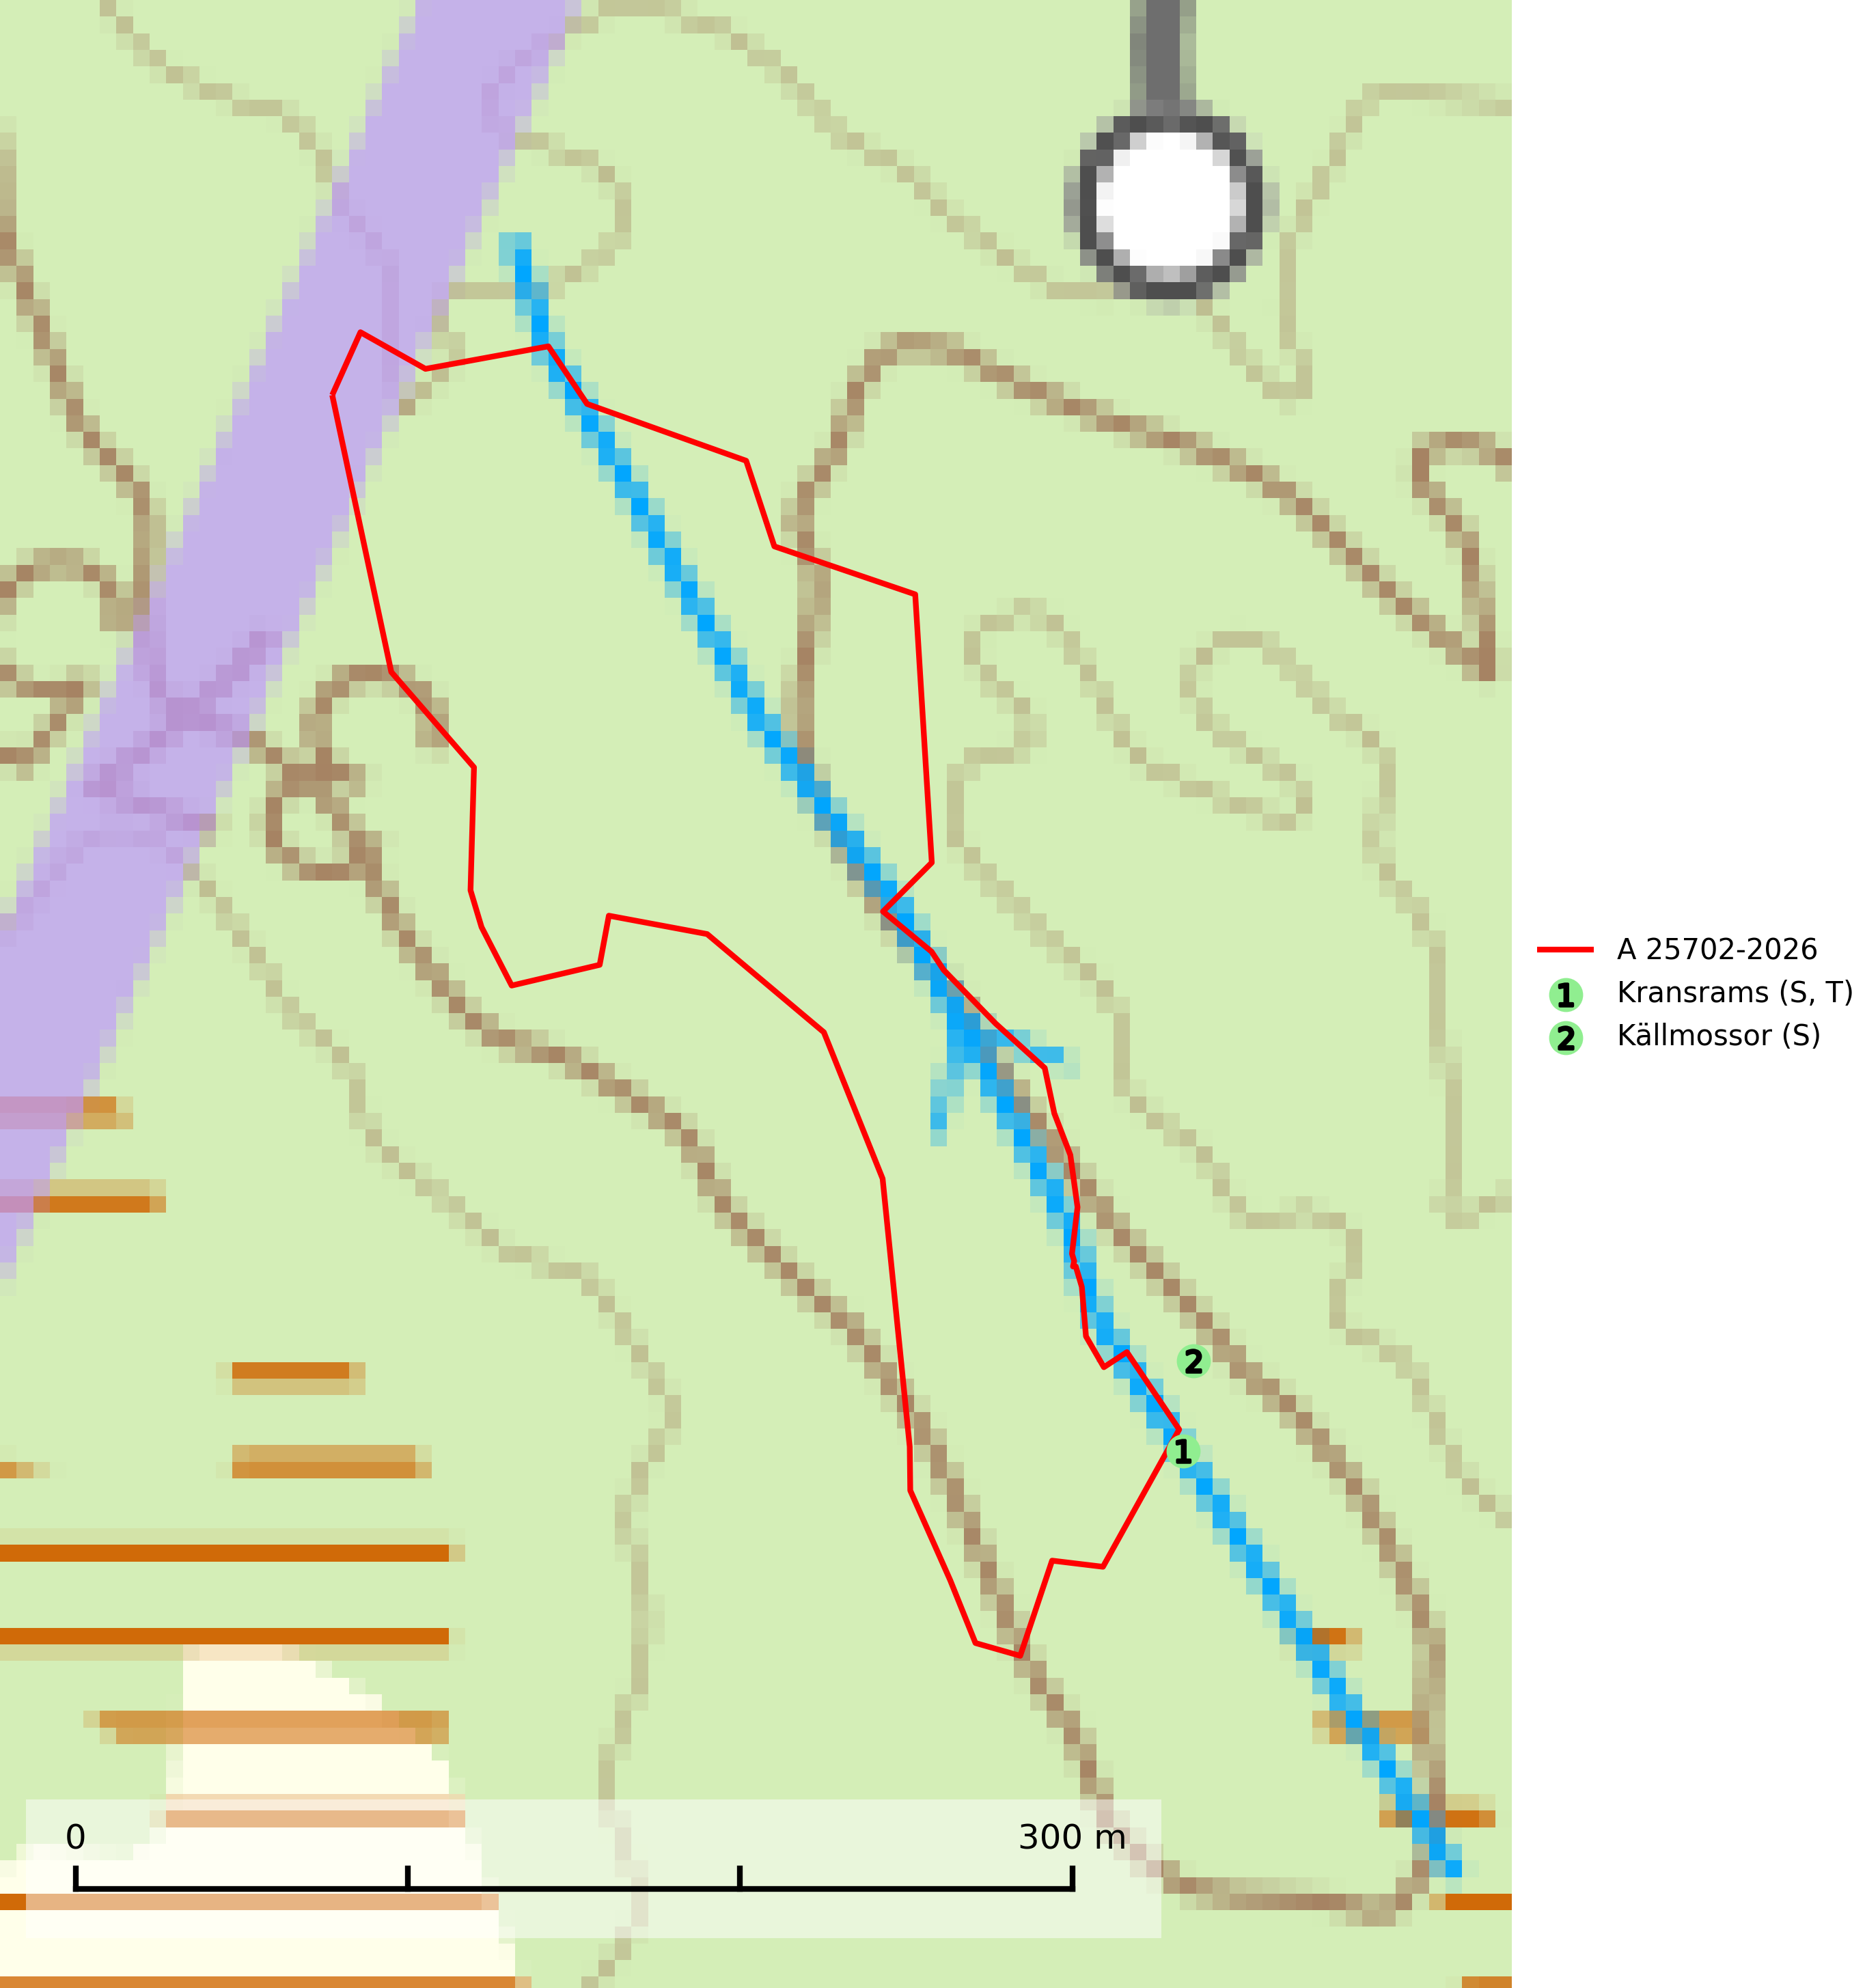 A 25702-2026
1 Kransrams (S, T)
2 Källmossor (S)
2
1
0 300 m